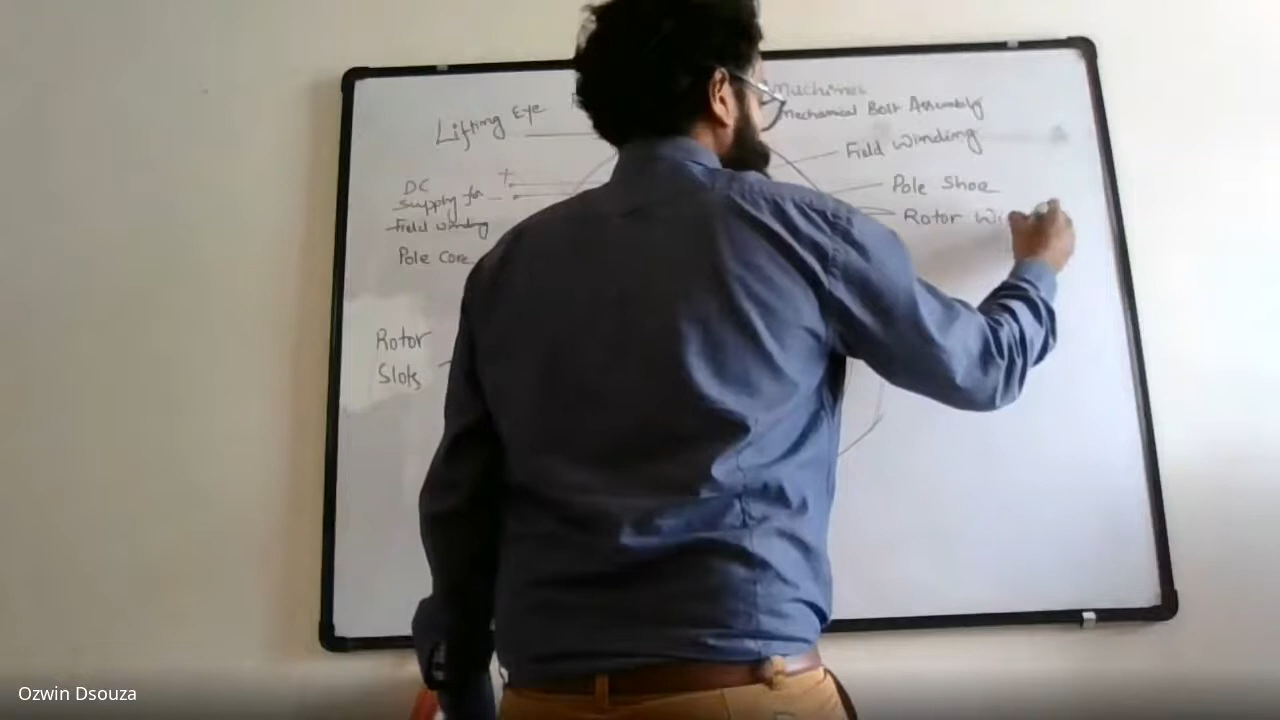 Machines
Lifting Eye
Mechanical Bolt Assembly
Field Winding
DC
+
Supply for -
Field winding
Pole Shoe
Rotor Wi
Pole Core
Rotor
Slots
Ozwin Dsouza